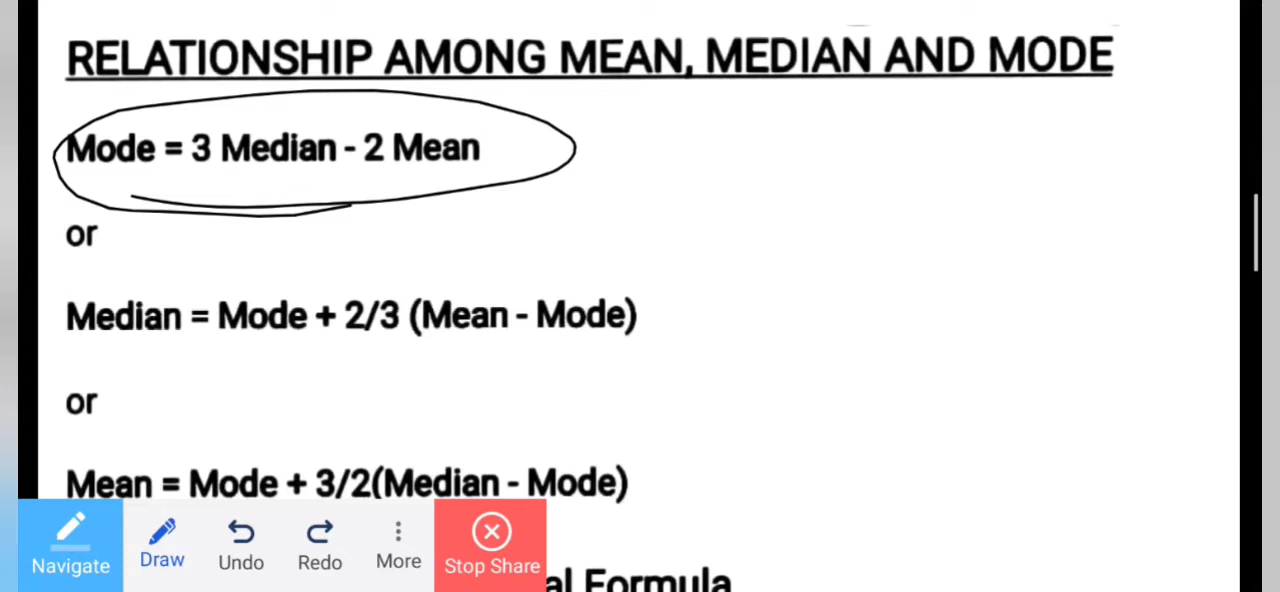 RELATIONSHIP AMONG MEAN, MEDIAN AND MODE
Mode = 3 Median - 2 Mean
or
Median = Mode + 2/3 (Mean - Mode)
or
Mean = Mode + 3/2(Median - Mode)
Navigate Draw Undo Redo More Stop Share
Formula